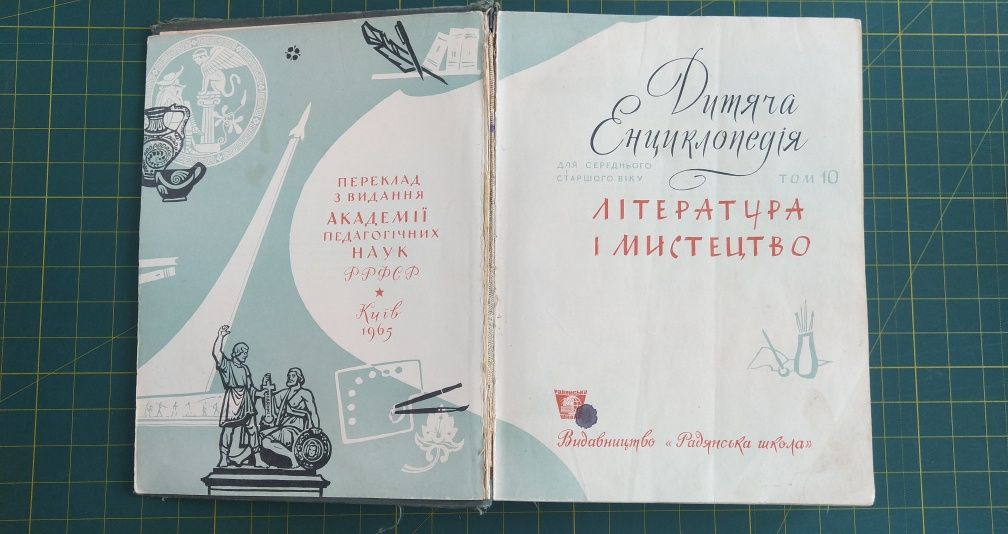 ПЕРЕКЛАД
З ВИДАННЯ
АКАДЕМІЇ
ПЕДАГОГІЧНИХ
НАУК
РРФСР
Київ
1965
Дитяча
Енциклопедія
ДЛЯ СЕРЕДНЬОГО
І
СТАРШОГО ВІКУ
ТОМ 10
ЛІТЕРАТУРА
І МИСТЕЦТВО
РАДЯНСЬКА
Видавництво «Радянська школа»